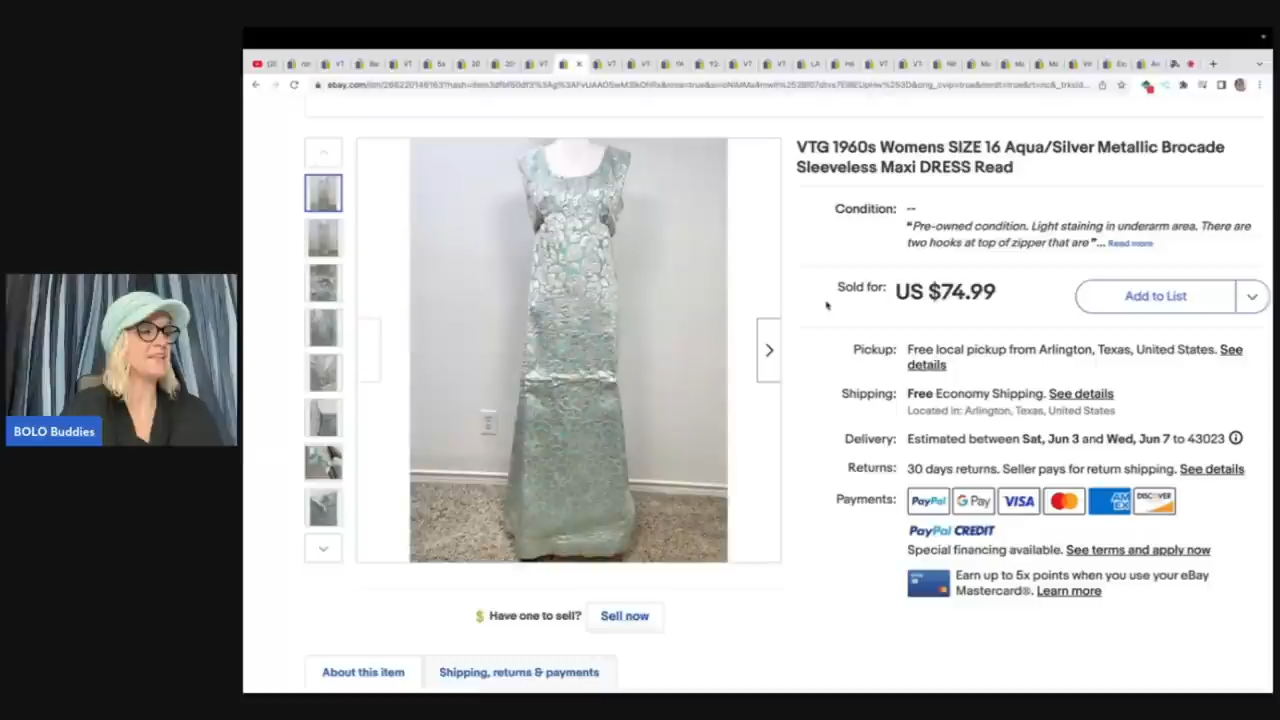 VTG 1960s Womens SIZE 16 Aqua/Silver Metallic Brocade
Sleeveless Maxi DRESS Read
Condition: --
"Pre-owned condition. Light staining in underarm area. There are
two hooks at top of zipper that are"... Read more
Sold for: US $74.99
Add to List
Pickup: Free local pickup from Arlington, Texas, United States. See
details
Shipping: Free Economy Shipping. See details
Located in: Arlington, Texas, United States
Delivery: Estimated between Sat, Jun 3 and Wed, Jun 7 to 43023
Returns: 30 days returns. Seller pays for return shipping. See details
Payments: PayPal G Pay VISA AM EX DISCOVER
PayPal CREDIT
Special financing available. See terms and apply now
Earn up to 5x points when you use your eBay
Mastercard®. Learn more
BOLO Buddies
Have one to sell? Sell now
About this item
Shipping, returns & payments